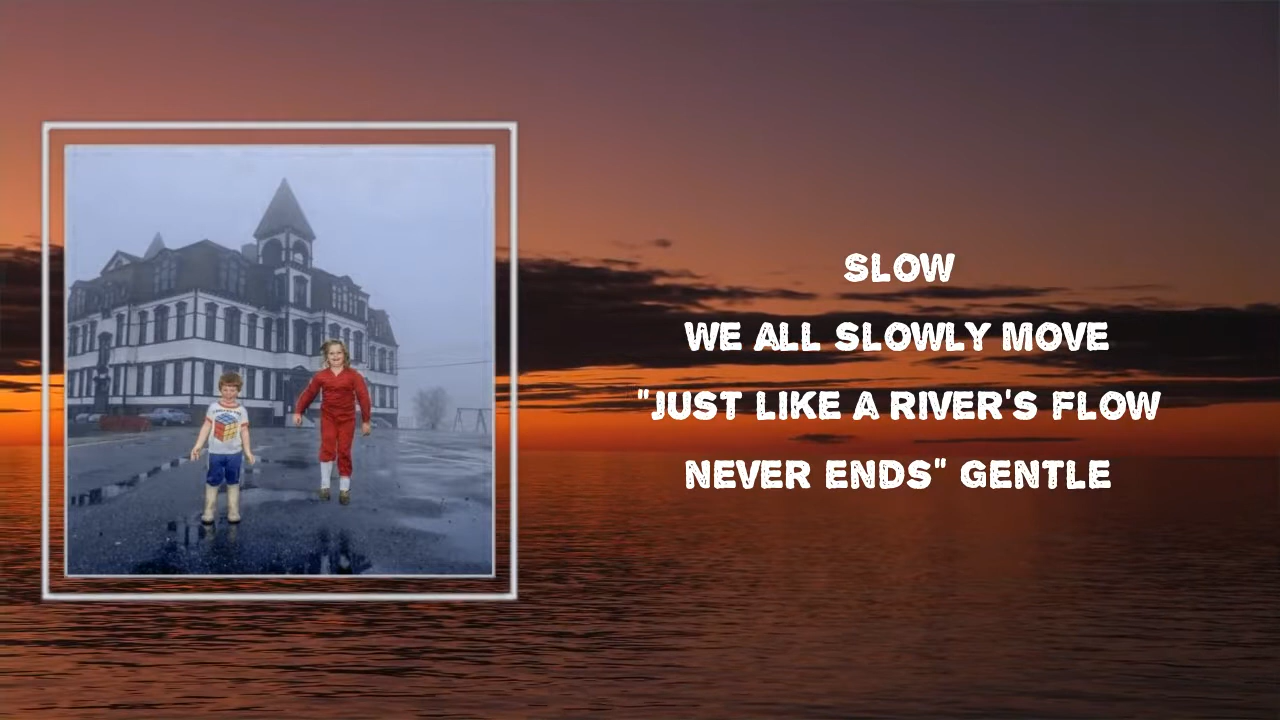 SLOW
WE ALL SLOWLY MOVE
"JUST LIKE A RIVER'S FLOW
NEVER ENDS" GENTLE